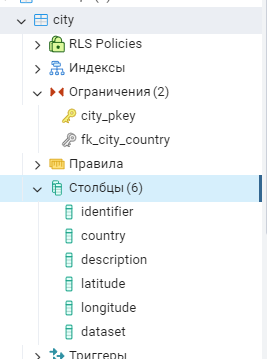 city
RLS Policies
Индексы
Ограничения (2)
city_pkey
fk_city_country
Правила
Столбцы (6)
identifier
country
description
latitude
longitude
dataset
Триггеры